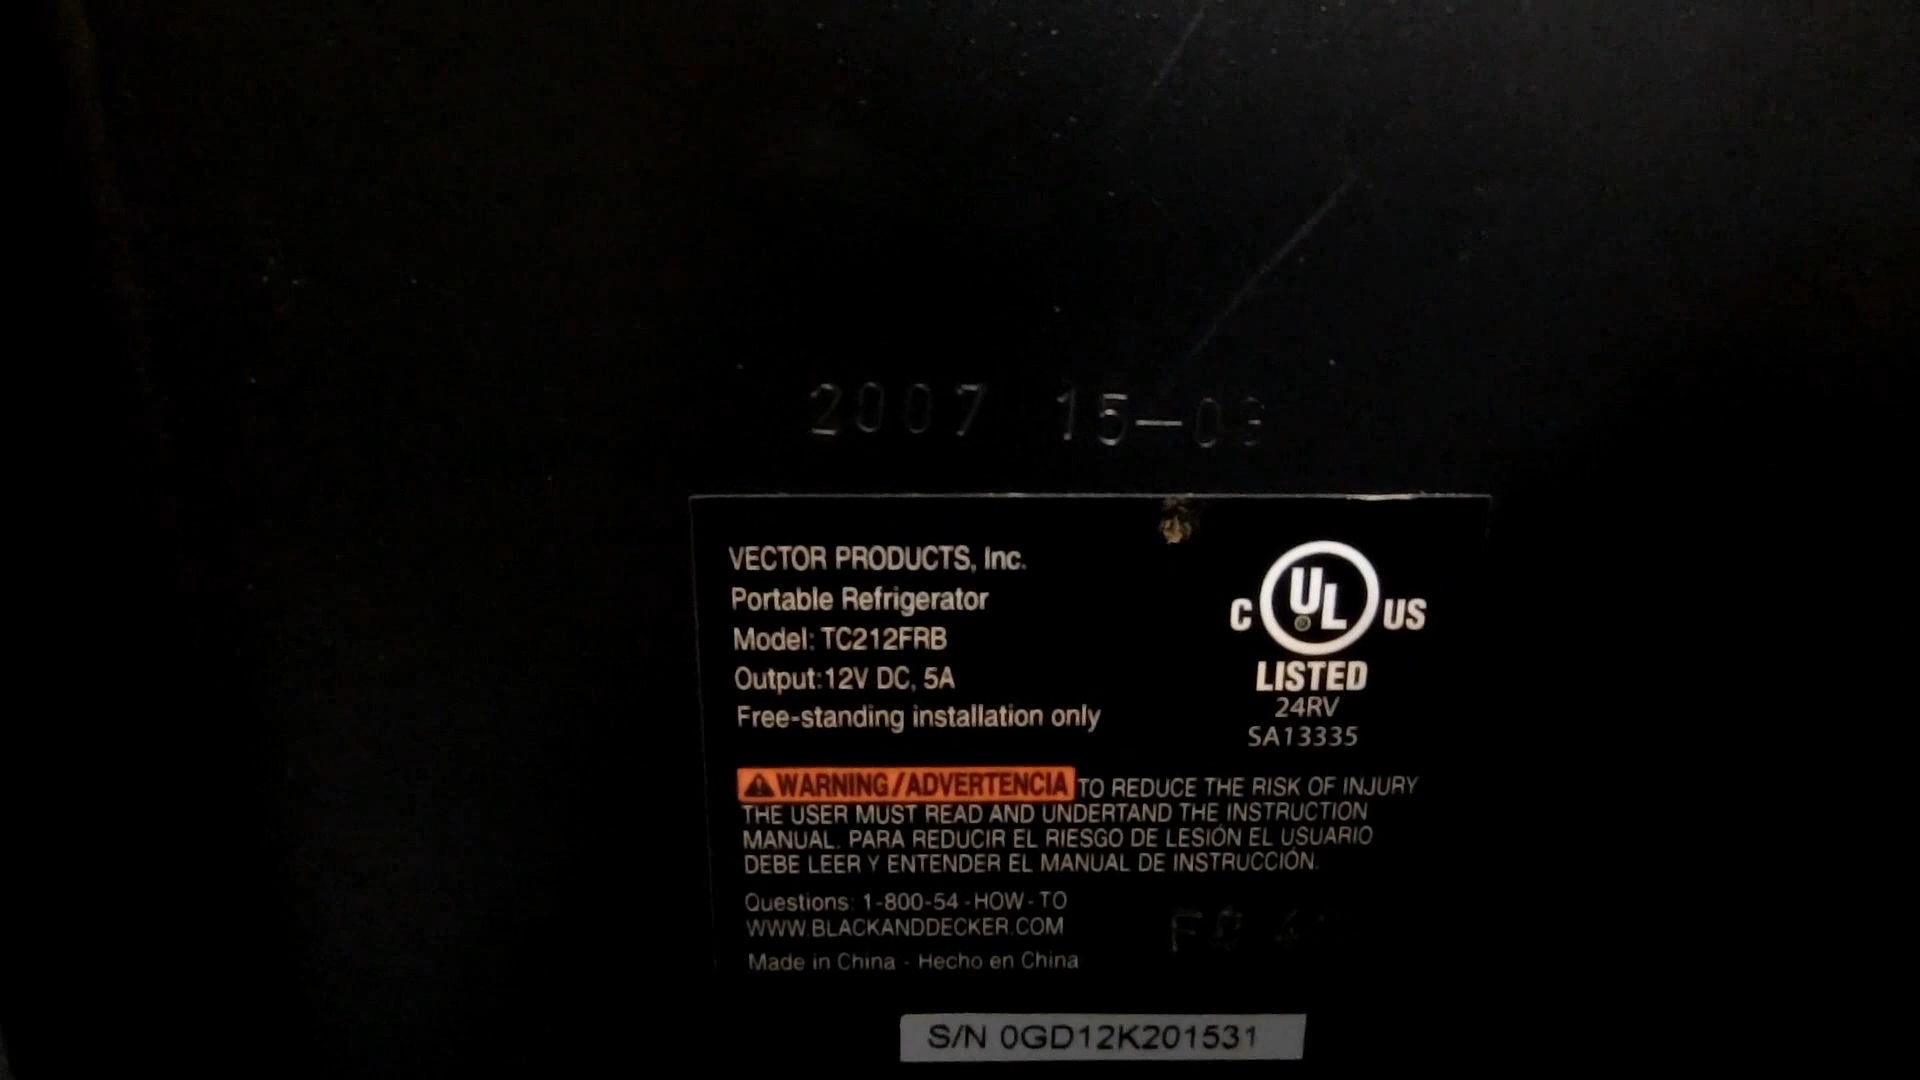 2007 15-03
VECTOR PRODUCTS, Inc.
Portable Refrigerator
Model: TC212FRB
Output:12V DC, 5A
Free-standing installation only
C UL US
LISTED
24RV
SA13335
WARNING/ADVERTENCIA TO REDUCE THE RISK OF INJURY
THE USER MUST READ AND UNDERTAND THE INSTRUCTION
MANUAL. PARA REDUCIR EL RIESGO DE LESIÓN EL USUARIO
DEBE LEER Y ENTENDER EL MANUAL DE INSTRUCCIÓN.
Questions: 1-800-54-HOW-TO
WWW.BLACKANDDECKER.COM
Made in China - Hecho en China
S/N 0GD12K201531